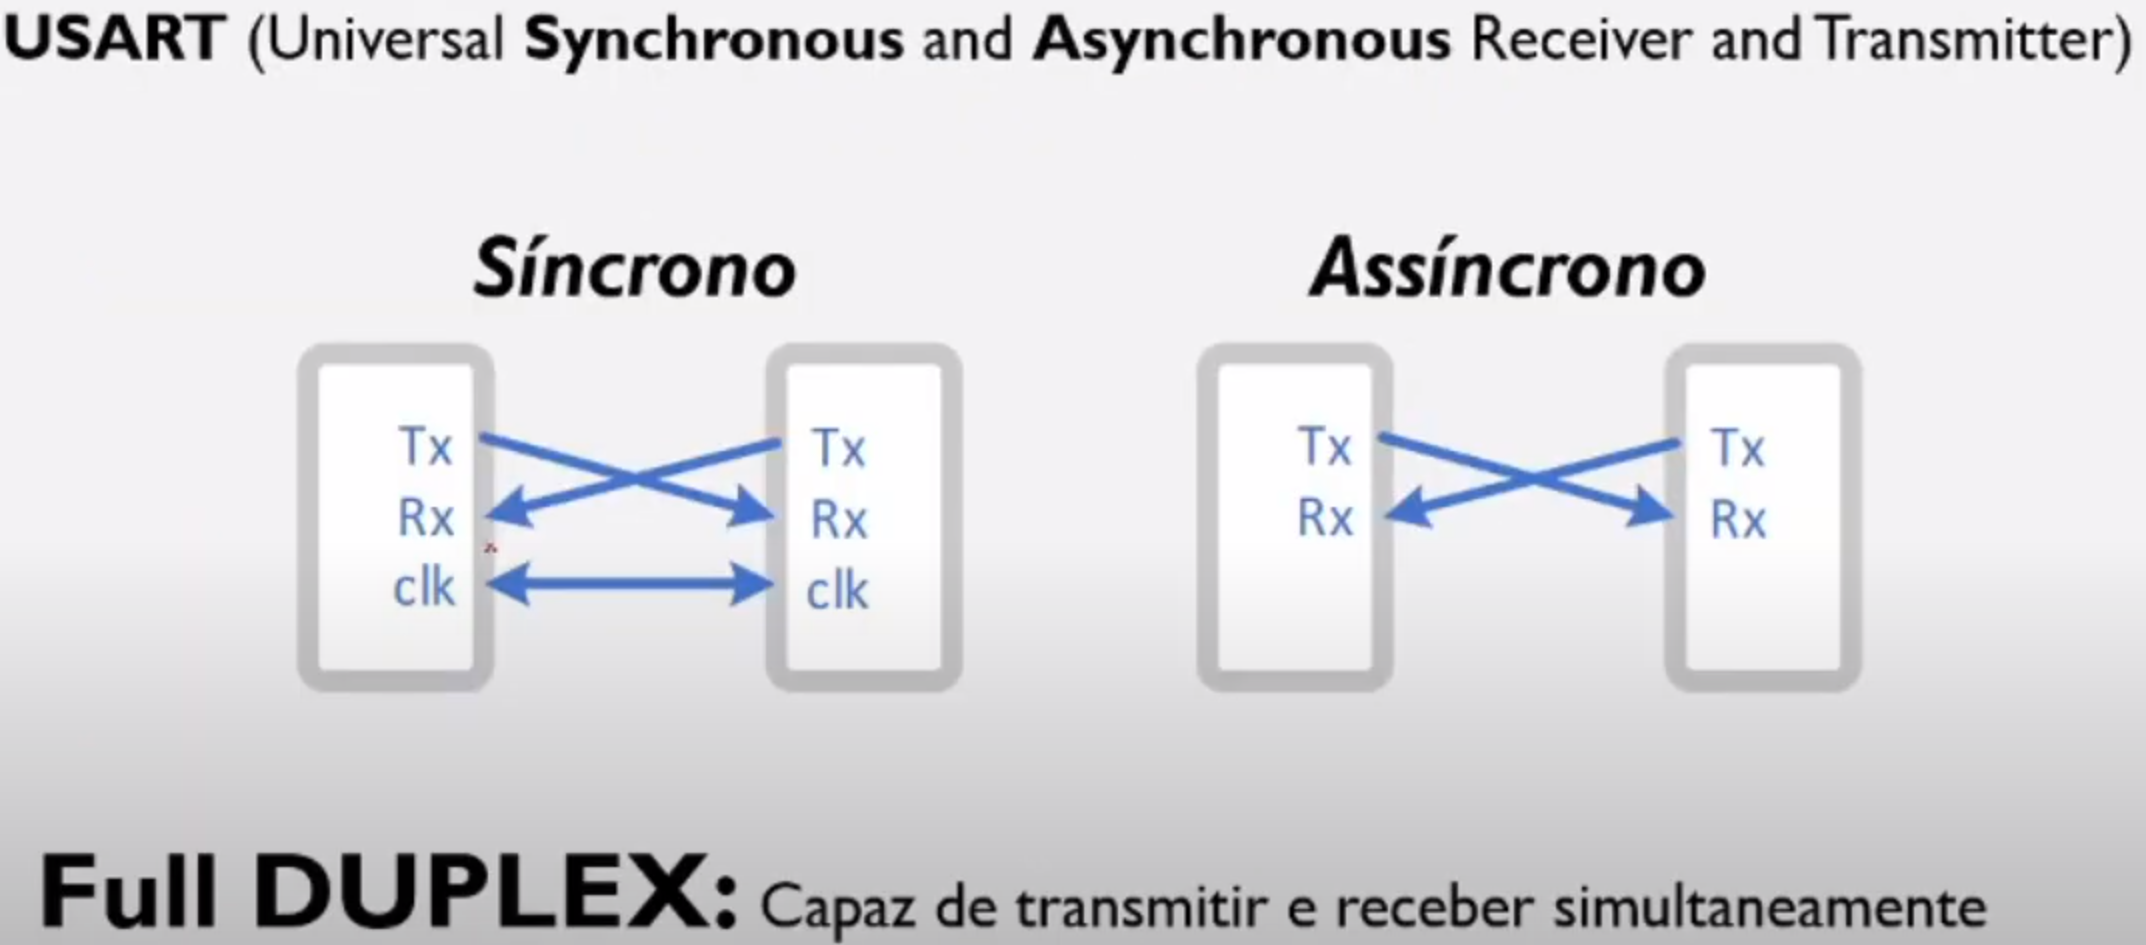 USART (Universal Synchronous and Asynchronous Receiver and Transmitter)
Síncrono
Assíncrono
Tx
Rx
clk
Tx
Rx
clk
Tx
Rx
Tx
Rx
Full DUPLEX: Capaz de transmitir e receber simultaneamente